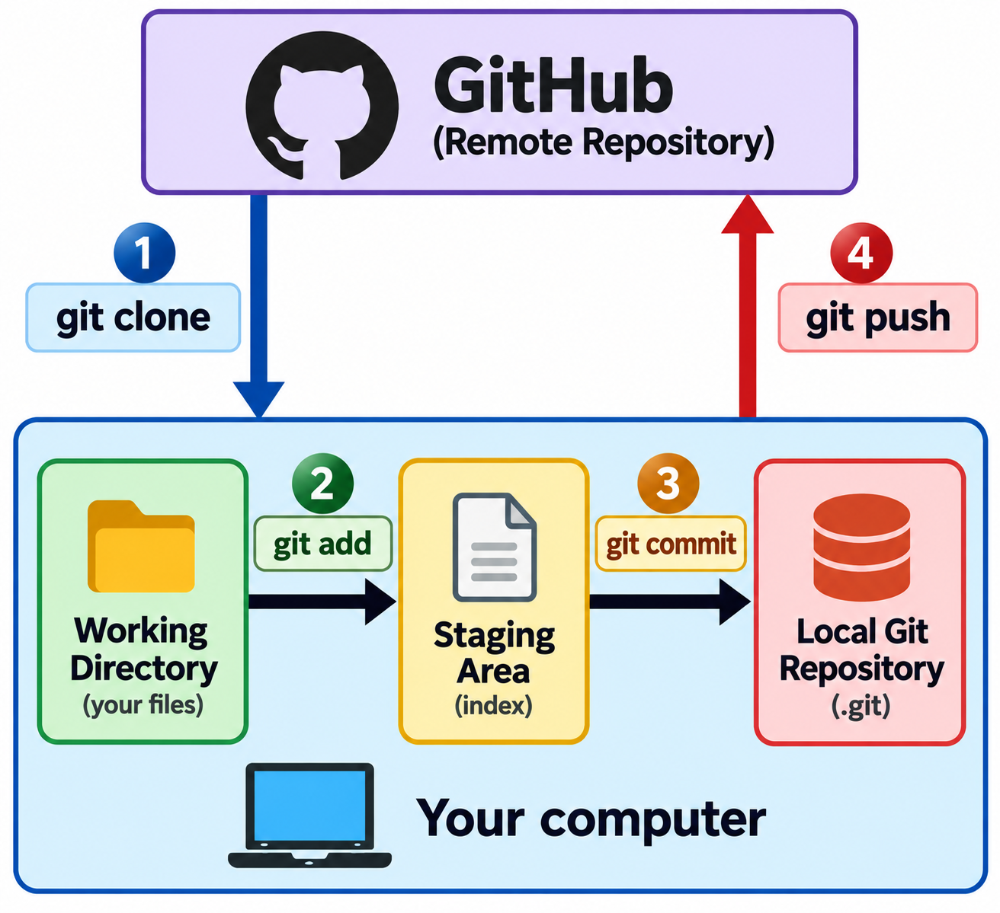 GitHub
(Remote Repository)
1
git clone
4
git push
2
git add
3
git commit
Working
Directory
(your files)
Staging
Area
(index)
Local Git
Repository
(.git)
Your computer